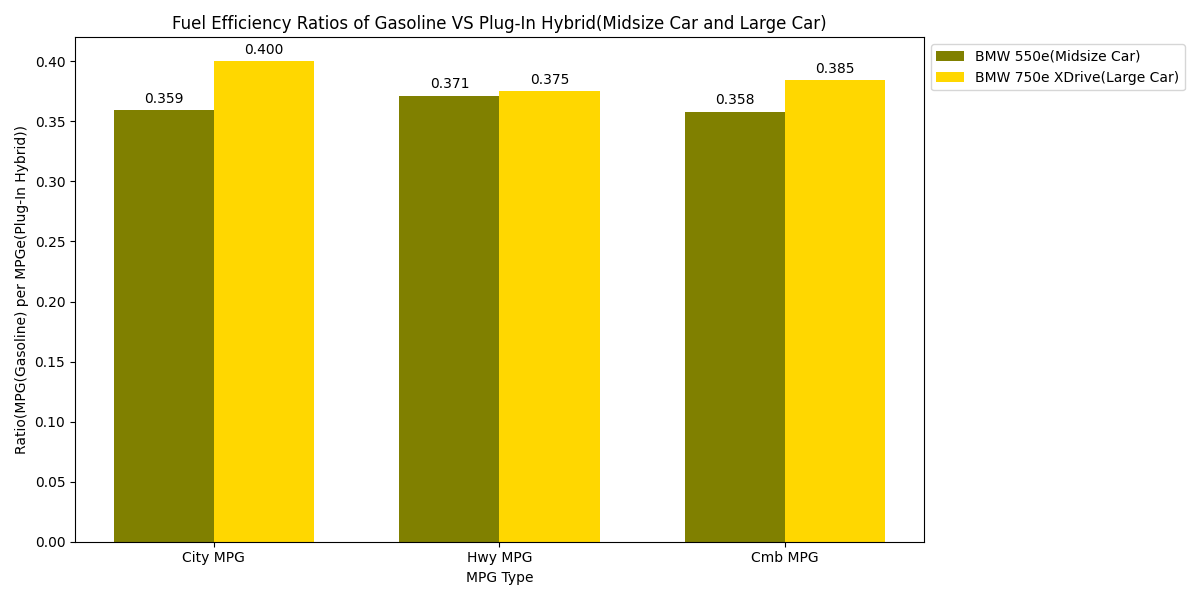 Fuel Efficiency Ratios of Gasoline VS Plug-In Hybrid(Midsize Car and Large Car)
Ratio(MPG(Gasoline) per MPGe(Plug-In Hybrid))
0.40
0.35
0.30
0.25
0.20
0.15
0.10
0.05
0.00
0.359
0.400
0.371
0.375
0.358
0.385
City MPG
Hwy MPG
Cmb MPG
MPG Type
BMW 550e(Midsize Car)
BMW 750e XDrive(Large Car)